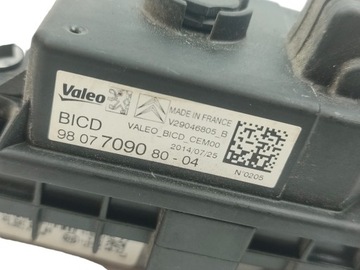 Valeo
MADE IN FRANCE
V29046805_B
BICD
VALEO_BICD_CEM00
2014/07/25
98 07 7090 80-04
N°0205